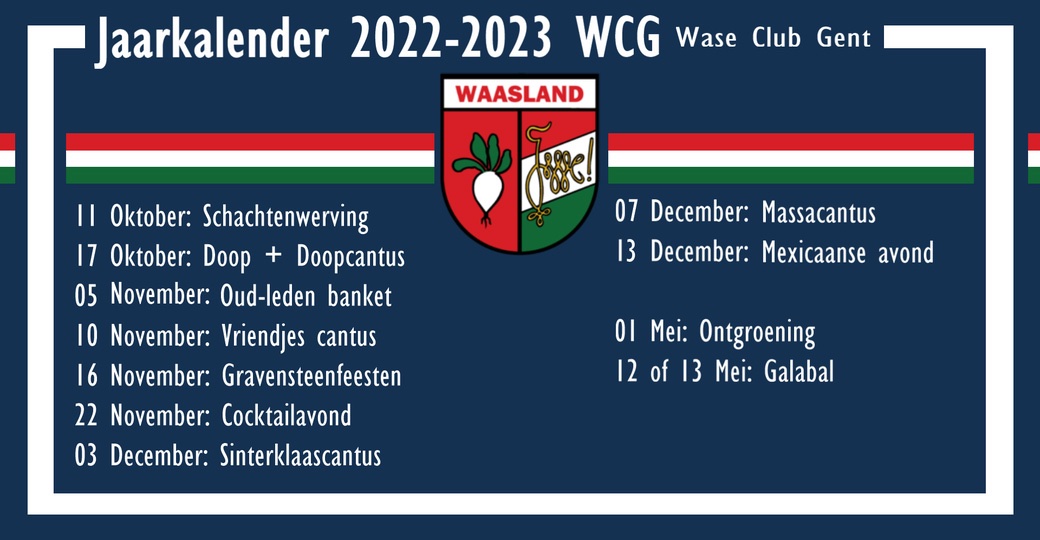 Jaarkalender 2022-2023 WCG Wase Club Gent
WAASLAND
11 Oktober: Schachtenwerving
17 Oktober: Doop + Doopcantus
05 November: Oud-leden banket
10 November: Vriendjes cantus
16 November: Gravensteenfeesten
22 November: Cocktailavond
03 December: Sinterklaascantus
07 December: Massacantus
13 December: Mexicaanse avond
01 Mei: Ontgroening
12 of 13 Mei: Galabal